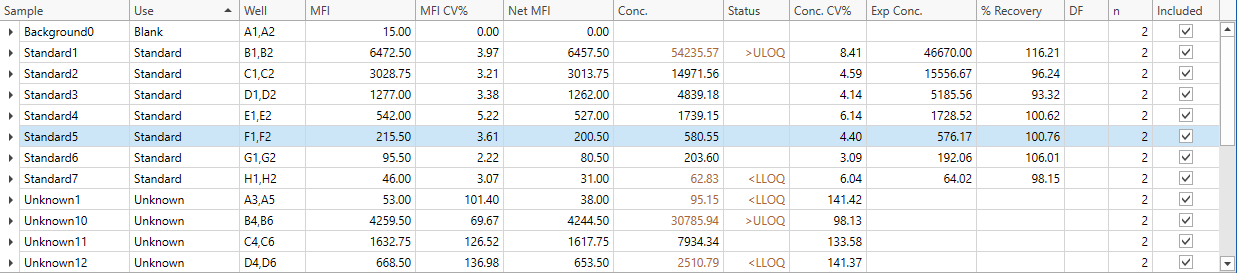 Sample Use Well MFI MFI CV% Net MFI Conc. Status Conc. CV% Exp Conc. % Recovery DF n Included
Background0 Blank A1,A2 15.00 0.00 0.00 2
Standard1 Standard B1,B2 6472.50 3.97 6457.50 54235.57 >ULOQ 8.41 46670.00 116.21 2
Standard2 Standard C1,C2 3028.75 3.21 3013.75 14971.56 4.59 15556.67 96.24 2
Standard3 Standard D1,D2 1277.00 3.38 1262.00 4839.18 4.14 5185.56 93.32 2
Standard4 Standard E1,E2 542.00 5.22 527.00 1739.15 6.14 1728.52 100.62 2
Standard5 Standard F1,F2 215.50 3.61 200.50 580.55 4.40 576.17 100.76 2
Standard6 Standard G1,G2 95.50 2.22 80.50 203.60 3.09 192.06 106.01 2
Standard7 Standard H1,H2 46.00 3.07 31.00 62.83 <LLOQ 6.04 64.02 98.15 2
Unknown1 Unknown A3,A5 53.00 101.40 38.00 95.15 <LLOQ 141.42 2
Unknown10 Unknown B4,B6 4259.50 69.67 4244.50 30785.94 >ULOQ 98.13 2
Unknown11 Unknown C4,C6 1632.75 126.52 1617.75 7934.34 133.58 2
Unknown12 Unknown D4,D6 668.50 136.98 653.50 2510.79 <LLOQ 141.37 2